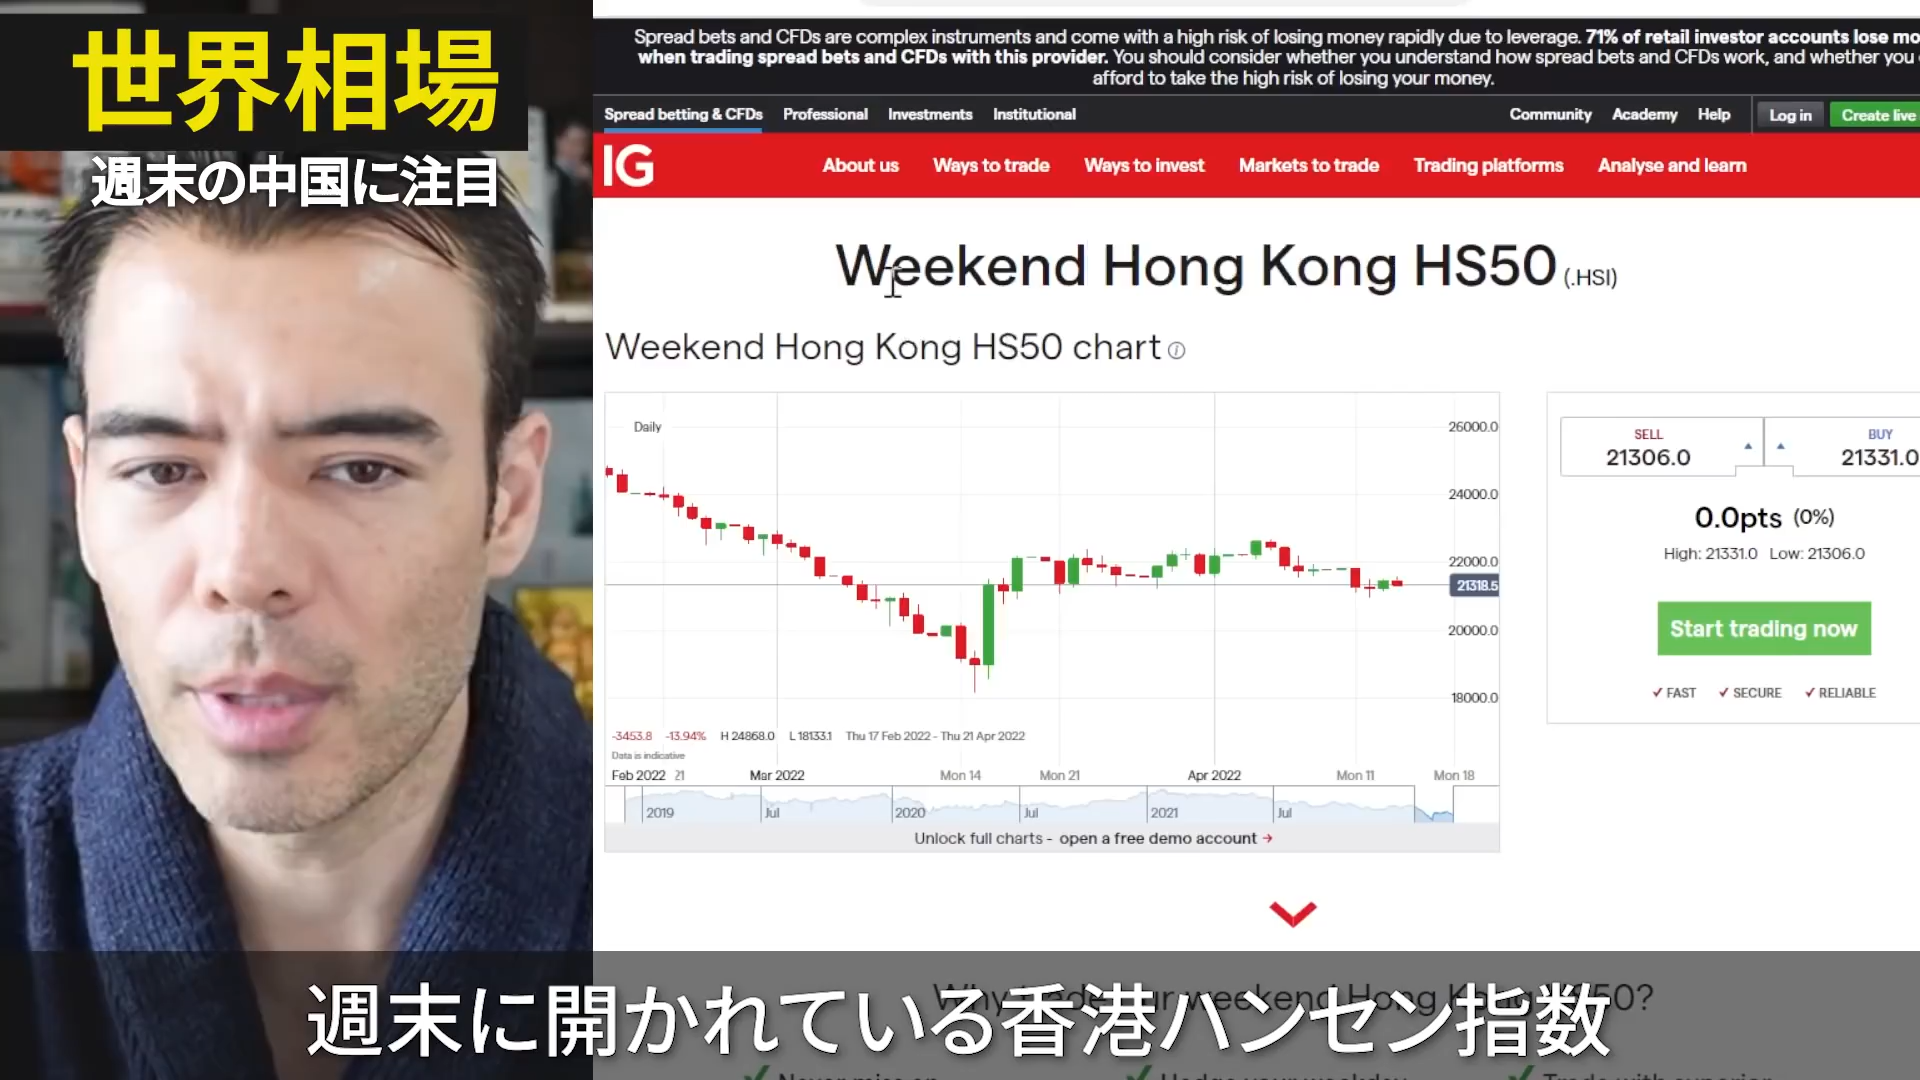 世界相場
週末の中国に注目
Spread bets and CFDs are complex instruments and come with a high risk of losing money rapidly due to leverage. 71% of retail investor accounts lose mo
when trading spread bets and CFDs with this provider. You should consider whether you understand how spread bets and CFDs work, and whether you
afford to take the high risk of losing your money.
Spread betting & CFDs Professional Investments Institutional Community Academy Help Log in Create live
IG About us Ways to trade Ways to invest Markets to trade Trading platforms Analyse and learn
Weekend Hong Kong HS50 (.HSI)
Weekend Hong Kong HS50 chart
Daily
26000.0
24000.0
22000.0
21318.5
20000.0
18000.0
-3453.8 -13.94% H 24868.0 L 18133.1 Thu 17 Feb 2022 - Thu 21 Apr 2022
Data is indicative
Feb 2022 21 Mar 2022 Mon 14 Mon 21 Apr 2022 Mon 11 Mon 18
2019 Jul 2020 Jul 2021 Jul
Unlock full charts - open a free demo account →
SELL
21306.0
BUY
21331.0
0.0pts (0%)
High: 21331.0 Low: 21306.0
Start trading now
✓ FAST ✓ SECURE ✓ RELIABLE
週末に開かれている香港ハンセン指数